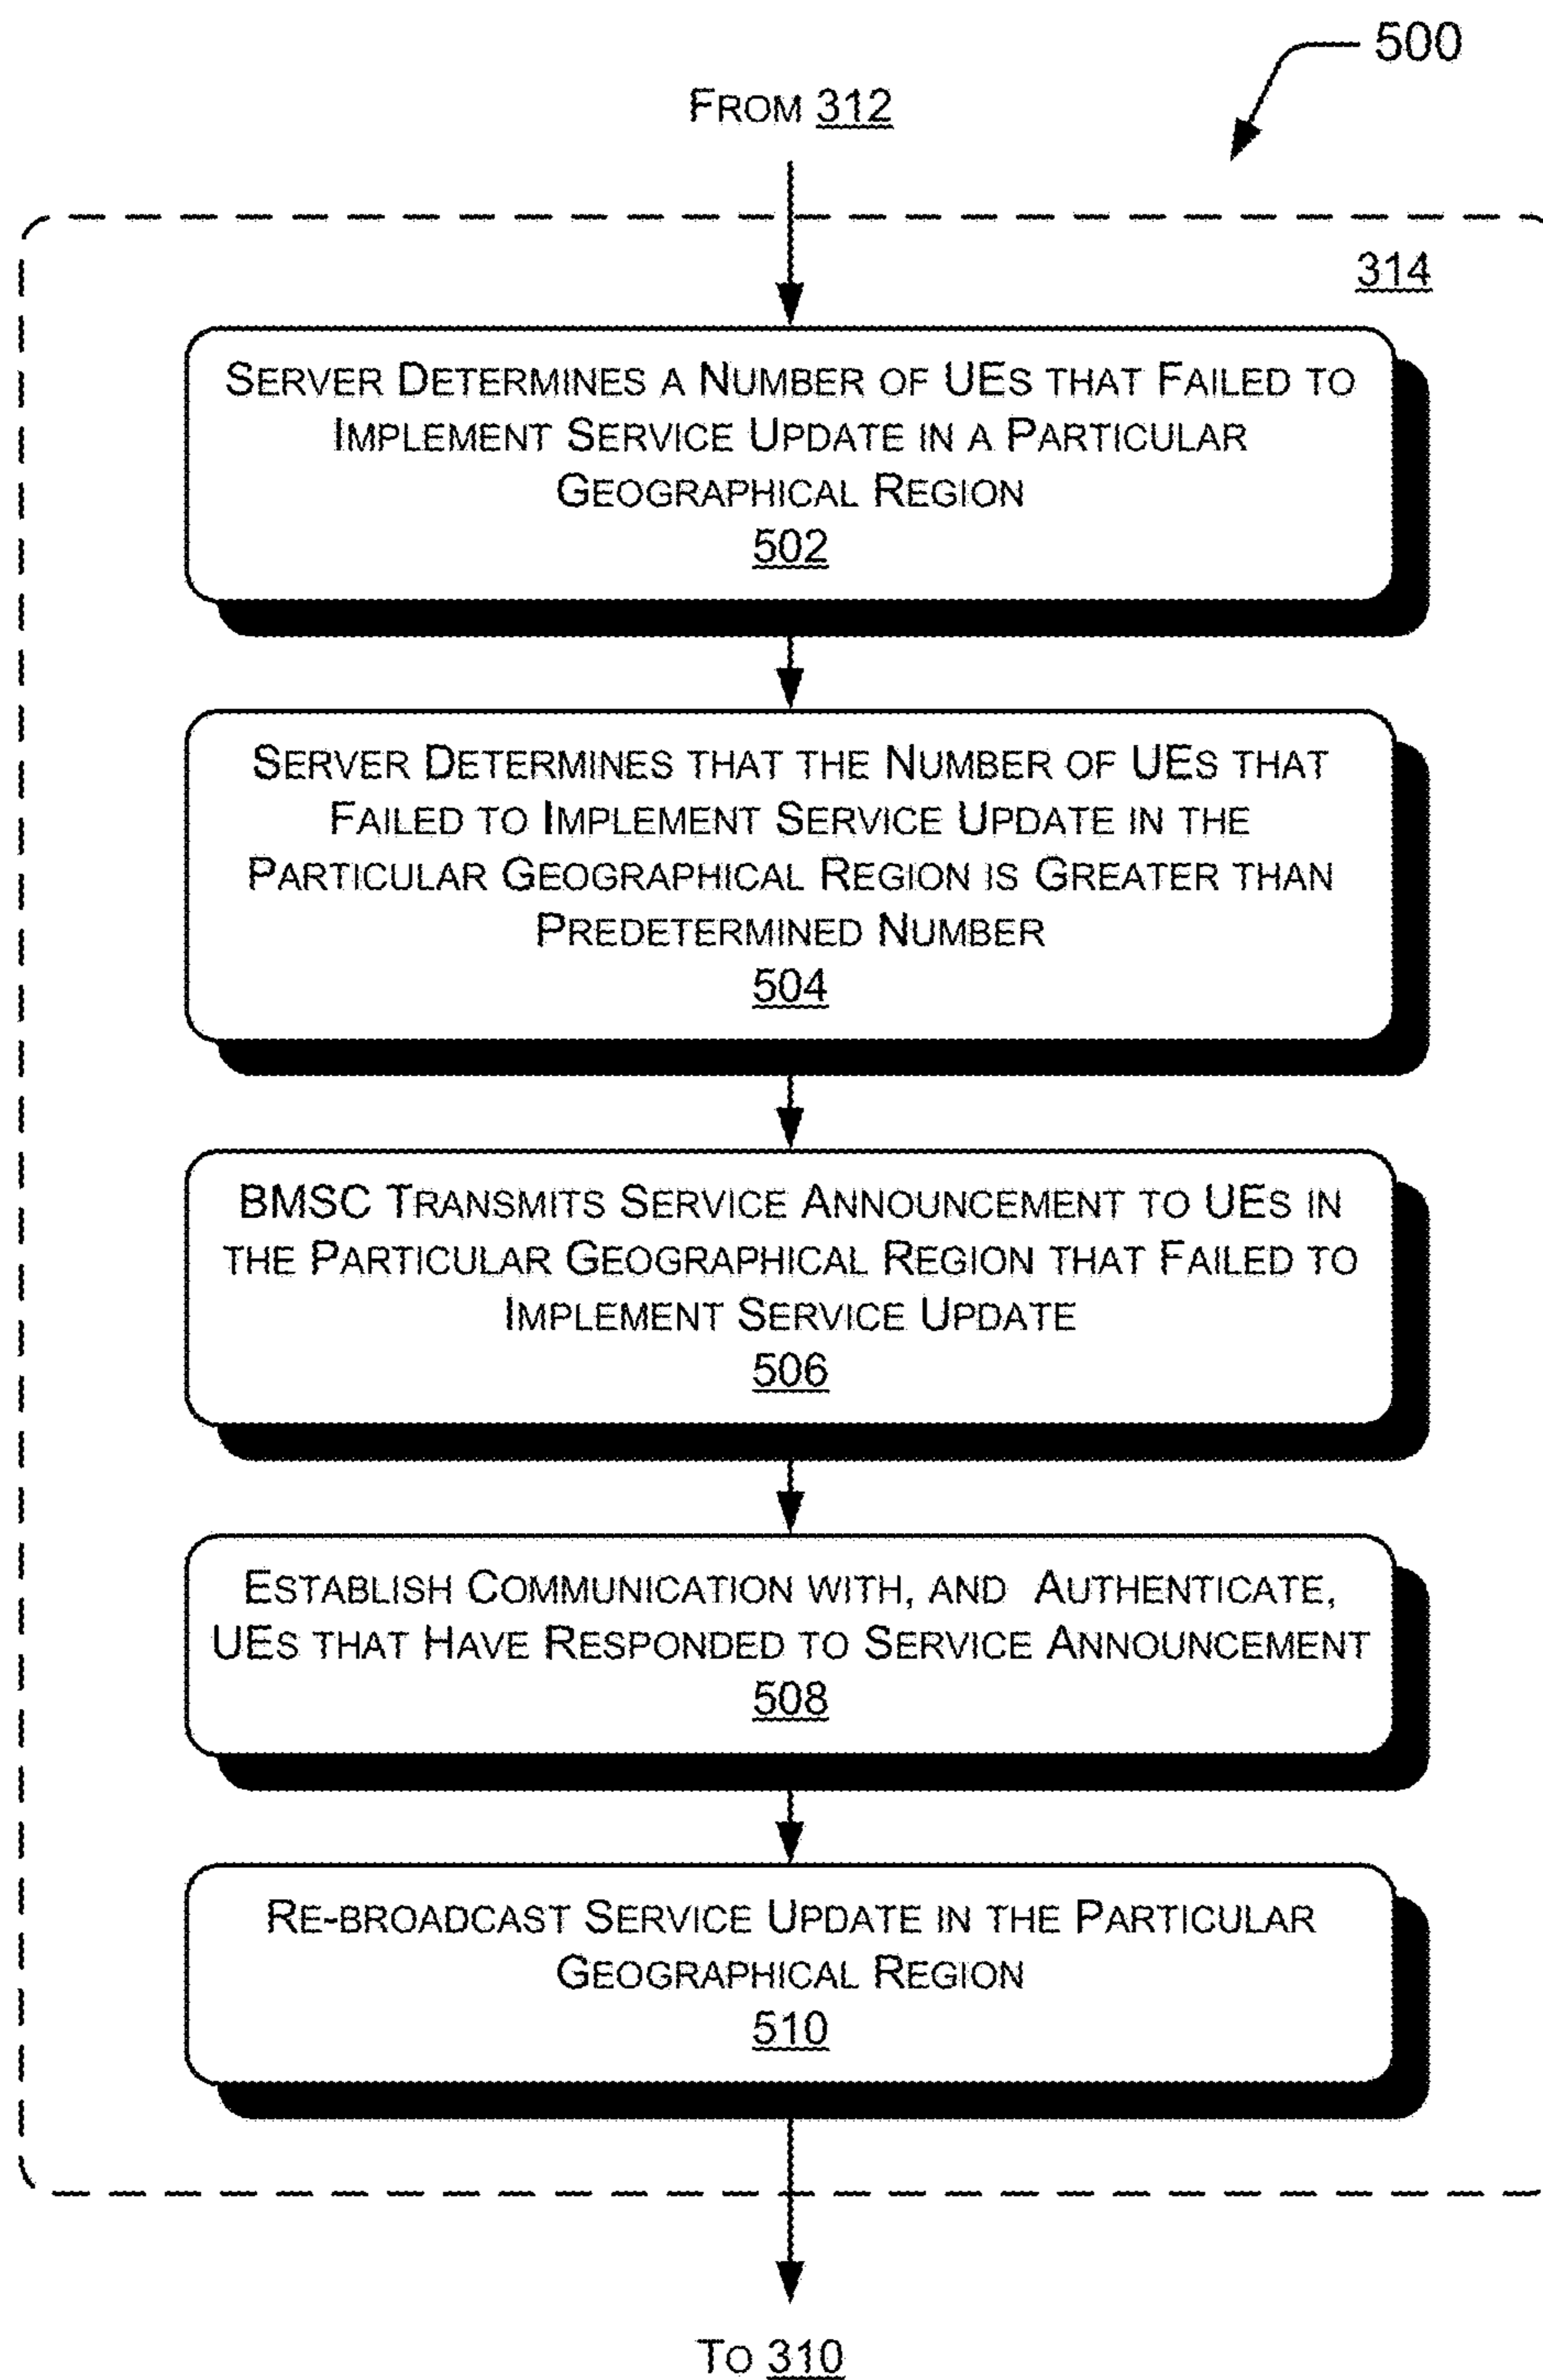 500
FROM 312
314
SERVER DETERMINES A NUMBER OF UES THAT FAILED TO
IMPLEMENT SERVICE UPDATE IN A PARTICULAR
GEOGRAPHICAL REGION
502
SERVER DETERMINES THAT THE NUMBER OF UES THAT
FAILED TO IMPLEMENT SERVICE UPDATE IN THE
PARTICULAR GEOGRAPHICAL REGION IS GREATER THAN
PREDETERMINED NUMBER
504
BMSC TRANSMITS SERVICE ANNOUNCEMENT TO UES IN
THE PARTICULAR GEOGRAPHICAL REGION THAT FAILED TO
IMPLEMENT SERVICE UPDATE
506
ESTABLISH COMMUNICATION WITH, AND AUTHENTICATE,
UES THAT HAVE RESPONDED TO SERVICE ANNOUNCEMENT
508
RE-BROADCAST SERVICE UPDATE IN THE PARTICULAR
GEOGRAPHICAL REGION
510
TO 310